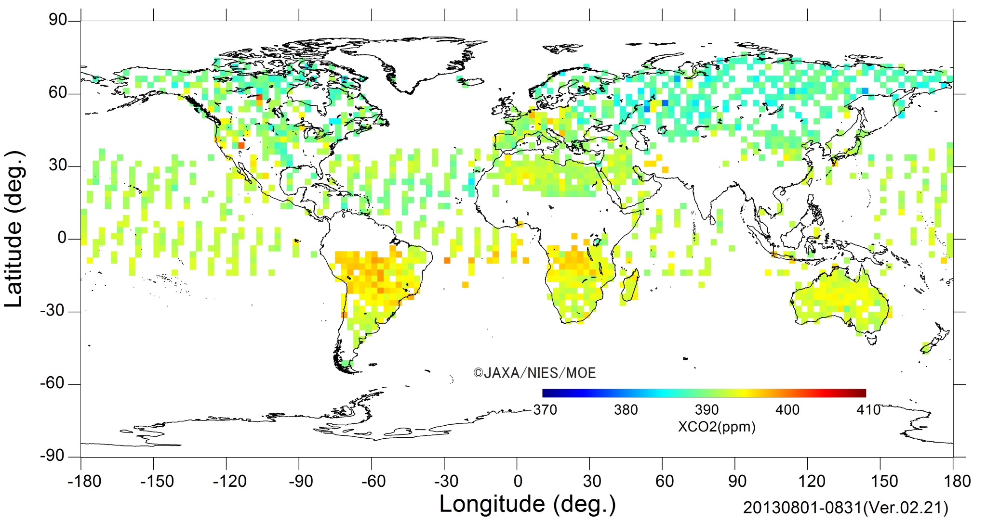 90
60
30
0
-30
-60
-90
Latitude (deg.)
©JAXA/NIES/MOE
370 380 390 400 410
XCO2(ppm)
-180 -150 -120 -90 -60 -30 0 30 60 90 120 150 180
Longitude (deg.)
20130801-0831(Ver.02.21)